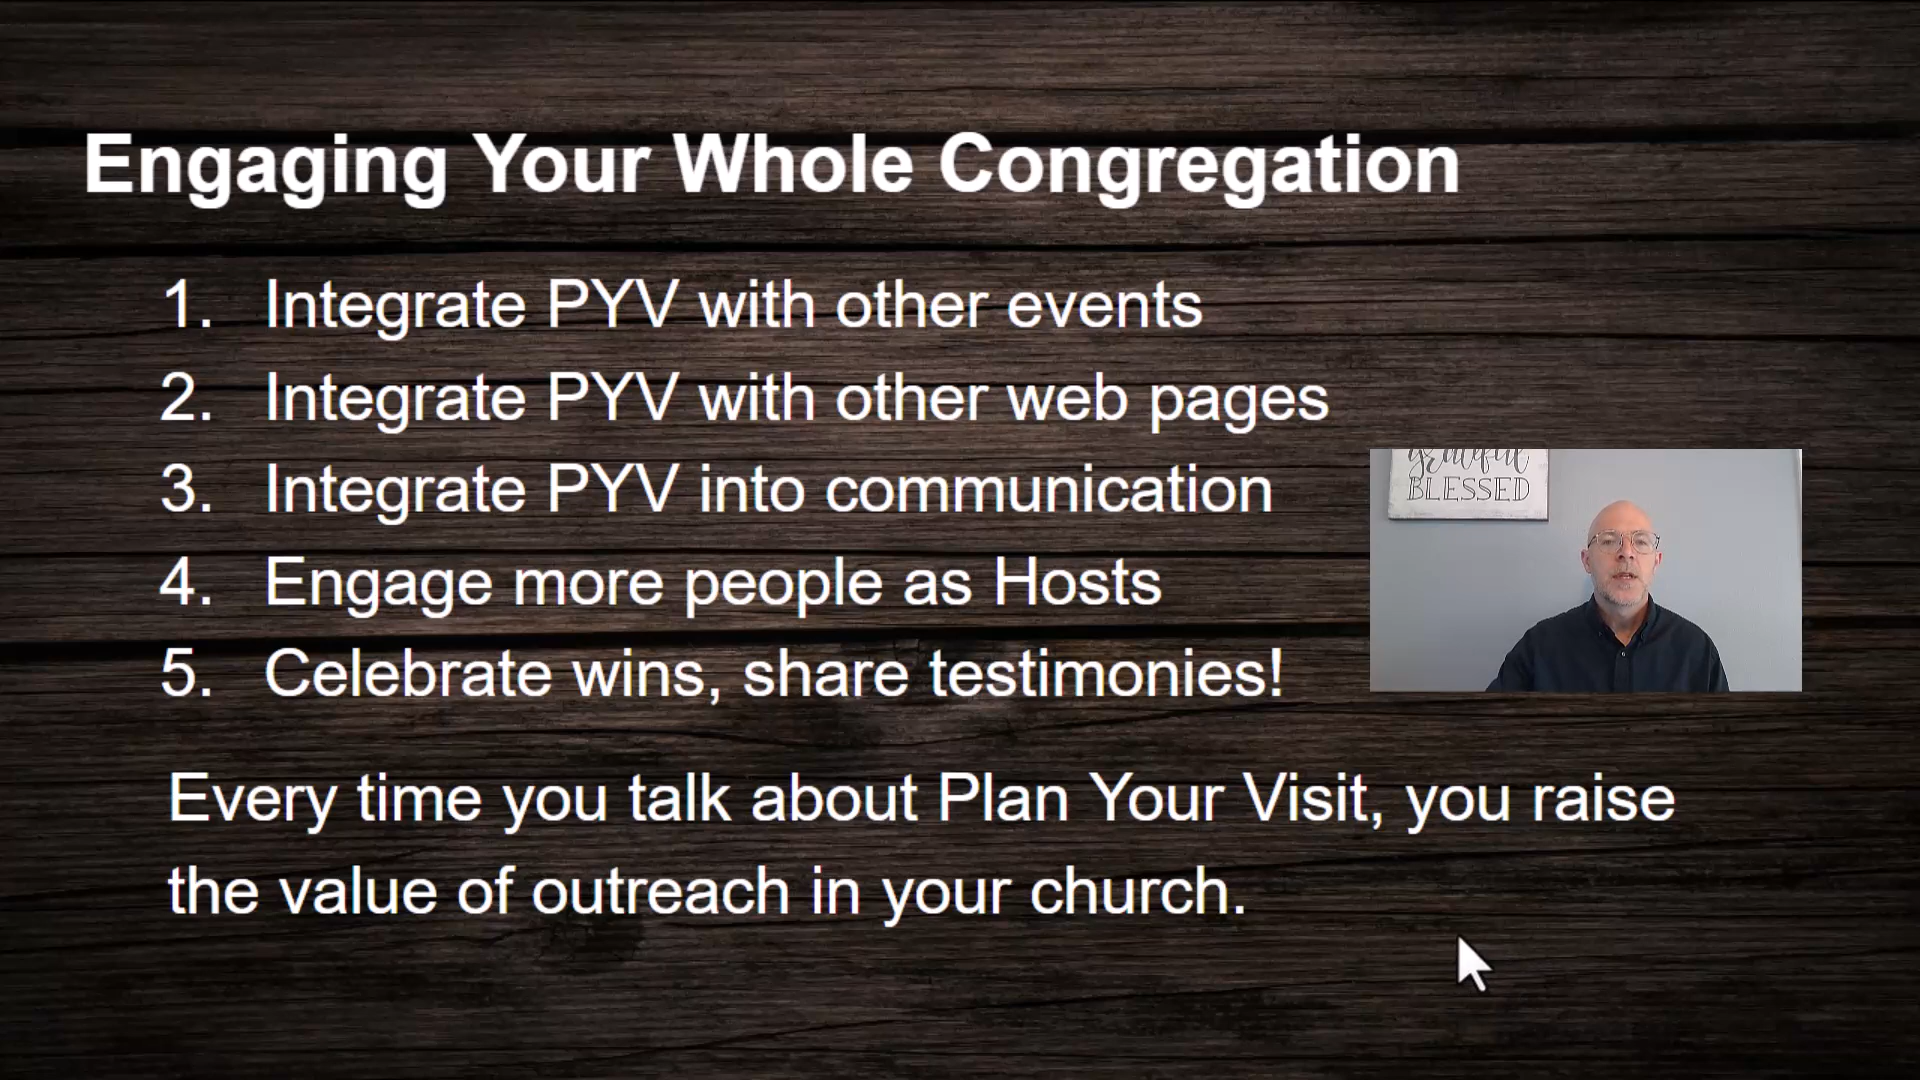 Engaging Your Whole Congregation
1. Integrate PYV with other events
2. Integrate PYV with other web pages
3. Integrate PYV into communication
4. Engage more people as Hosts
5. Celebrate wins, share testimonies!
grateful
BLESSED
Every time you talk about Plan Your Visit, you raise
the value of outreach in your church.